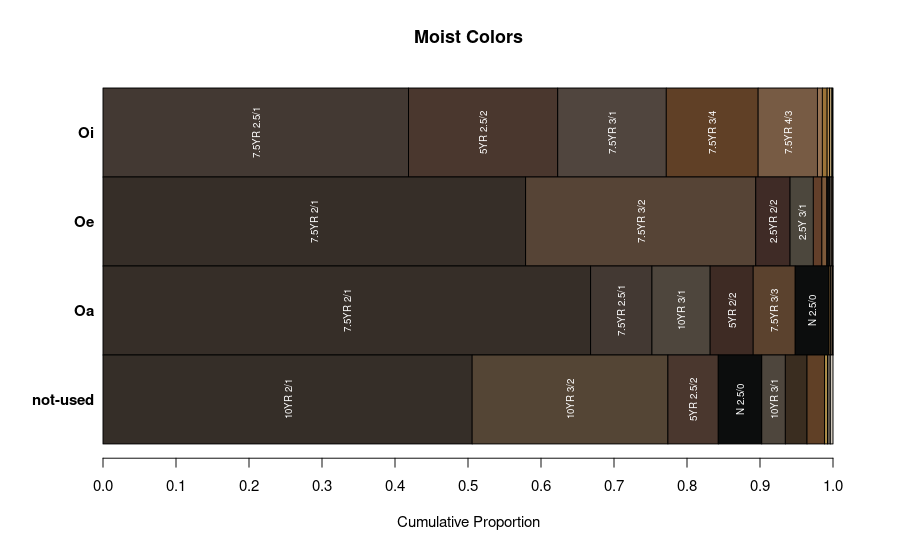 Moist Colors
Oi
7.5YR 2.5/1
5YR 2.5/2
7.5YR 3/1
7.5YR 3/4
7.5YR 4/3
Oe
7.5YR 2/1
7.5YR 3/2
2.5YR 2/2
2.5Y 3/1
Oa
7.5YR 2/1
7.5YR 2.5/1
10YR 3/1
5YR 2/2
7.5YR 3/3
N 2.5/0
not-used
10YR 2/1
10YR 3/2
5YR 2.5/2
N 2.5/0
10YR 3/1
0.0 0.1 0.2 0.3 0.4 0.5 0.6 0.7 0.8 0.9 1.0
Cumulative Proportion